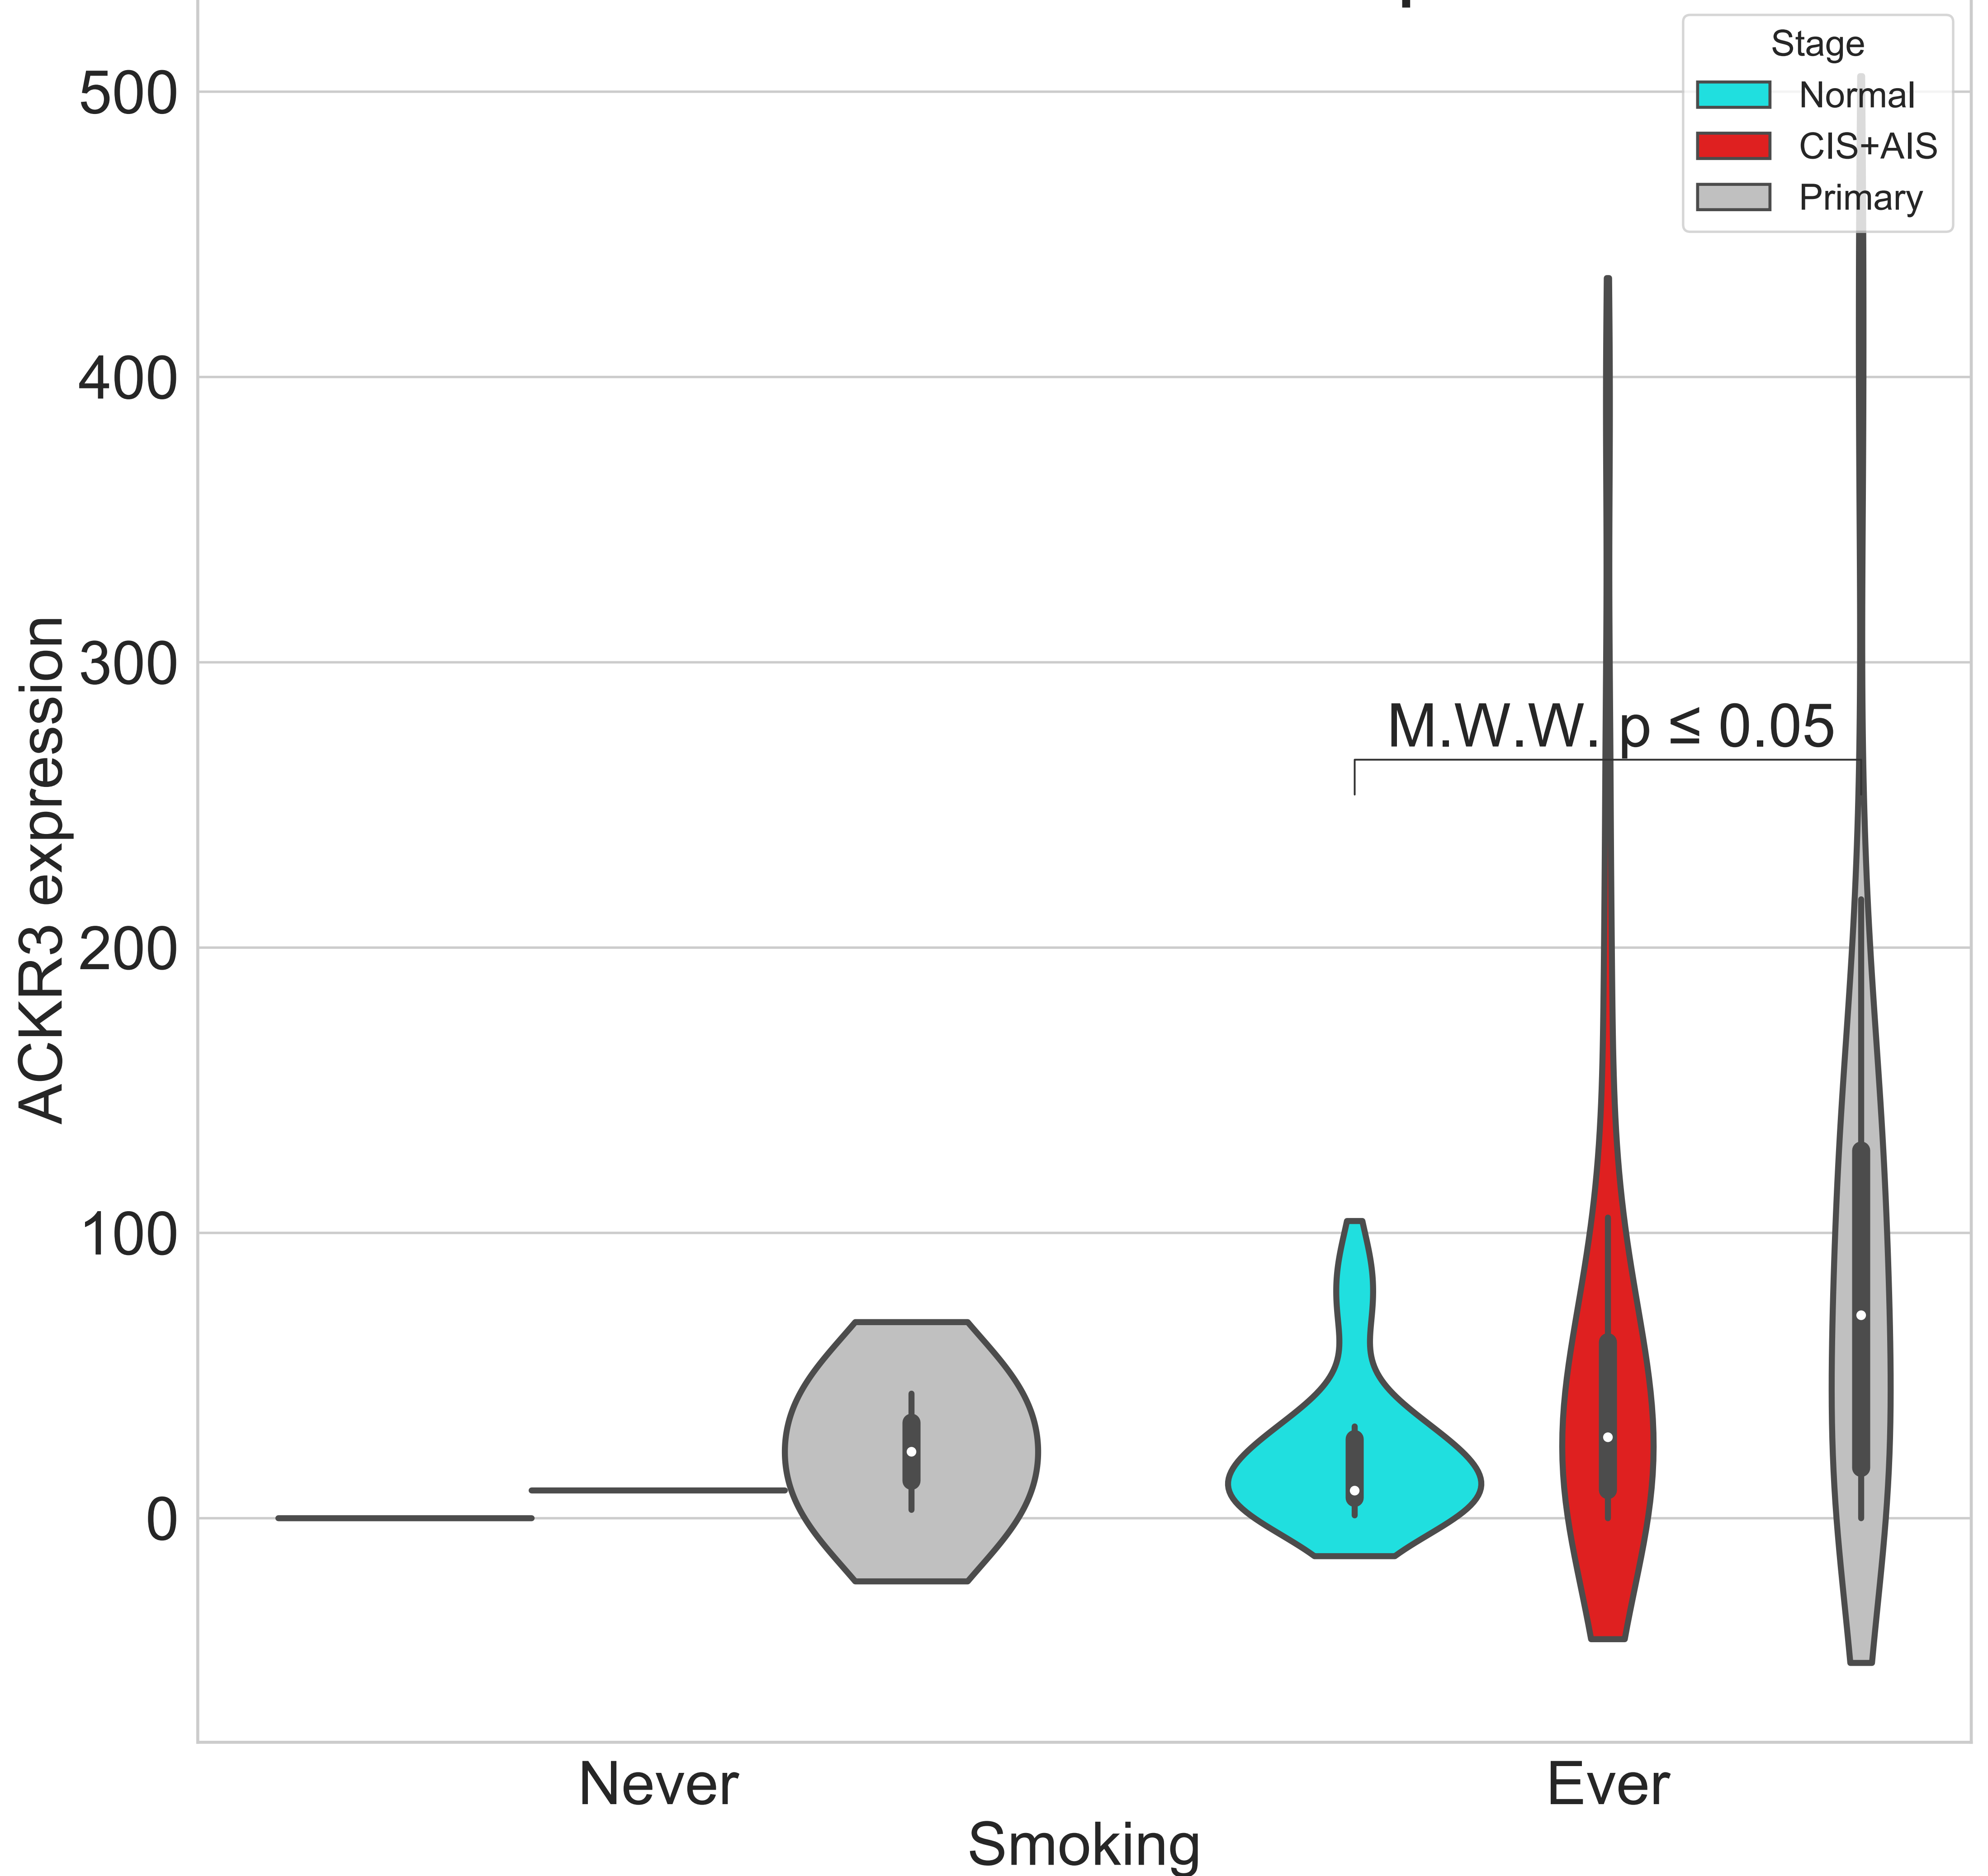 Stage
Normal
CIS+AIS
Primary
500
400
300
200
100
0
ACKR3 expression
M.W.W. p ≤ 0.05
Never
Ever
Smoking